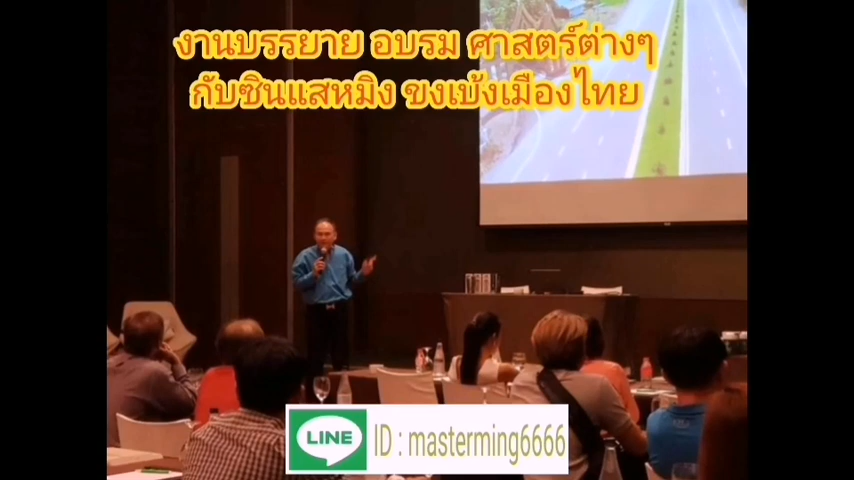 งานบรรยาย อบรม ศาสตร์ต่างๆ
กับซินแสหมิง ขงเบ้งเมืองไทย
LINE ID : masterming6666